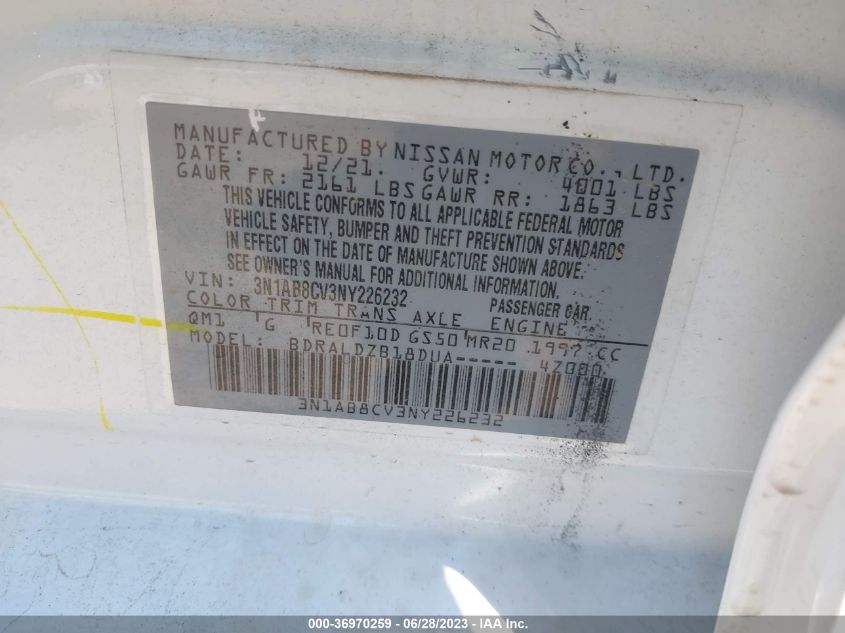 MANUFACTURED BY NISSAN MOTOR CO., LTD.
DATE: 12/21. GVWR: 4001 LBS
GAWR FR: 2161 LBS GAWR RR: 1863 LBS
THIS VEHICLE CONFORMS TO ALL APPLICABLE FEDERAL MOTOR
VEHICLE SAFETY, BUMPER AND THEFT PREVENTION STANDARDS
IN EFFECT ON THE DATE OF MANUFACTURE SHOWN ABOVE.
SEE OWNER'S MANUAL FOR ADDITIONAL INFORMATION.
VIN: 3N1AB8CV3NY226232 PASSENGER CAR
COLOR TRIM TRANS AXLE ENGINE
QM1 G RE0F10D GS50 MR20 1997 CC
MODEL: BDRALDZB18DUA----- 4Z000
3N1AB8CV3NY226232
000-36970259 - 06/28/2023 - IAAI.COM